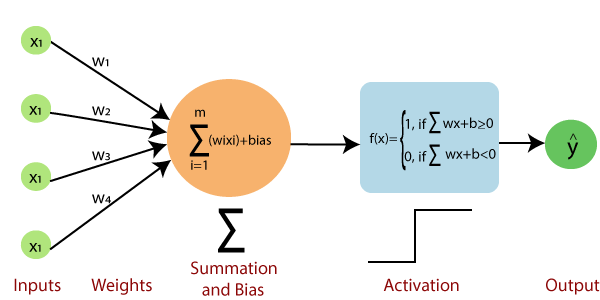 x₁
w₁
x₁
w₂
x₁
w₃
x₁
w₄
m
∑(wixi)+bias
i=1
∑
f(x)={1, if ∑ wx+b≥0
0, if ∑ wx+b<0
ŷ
Inputs
Weights
Summation
and Bias
Activation
Output